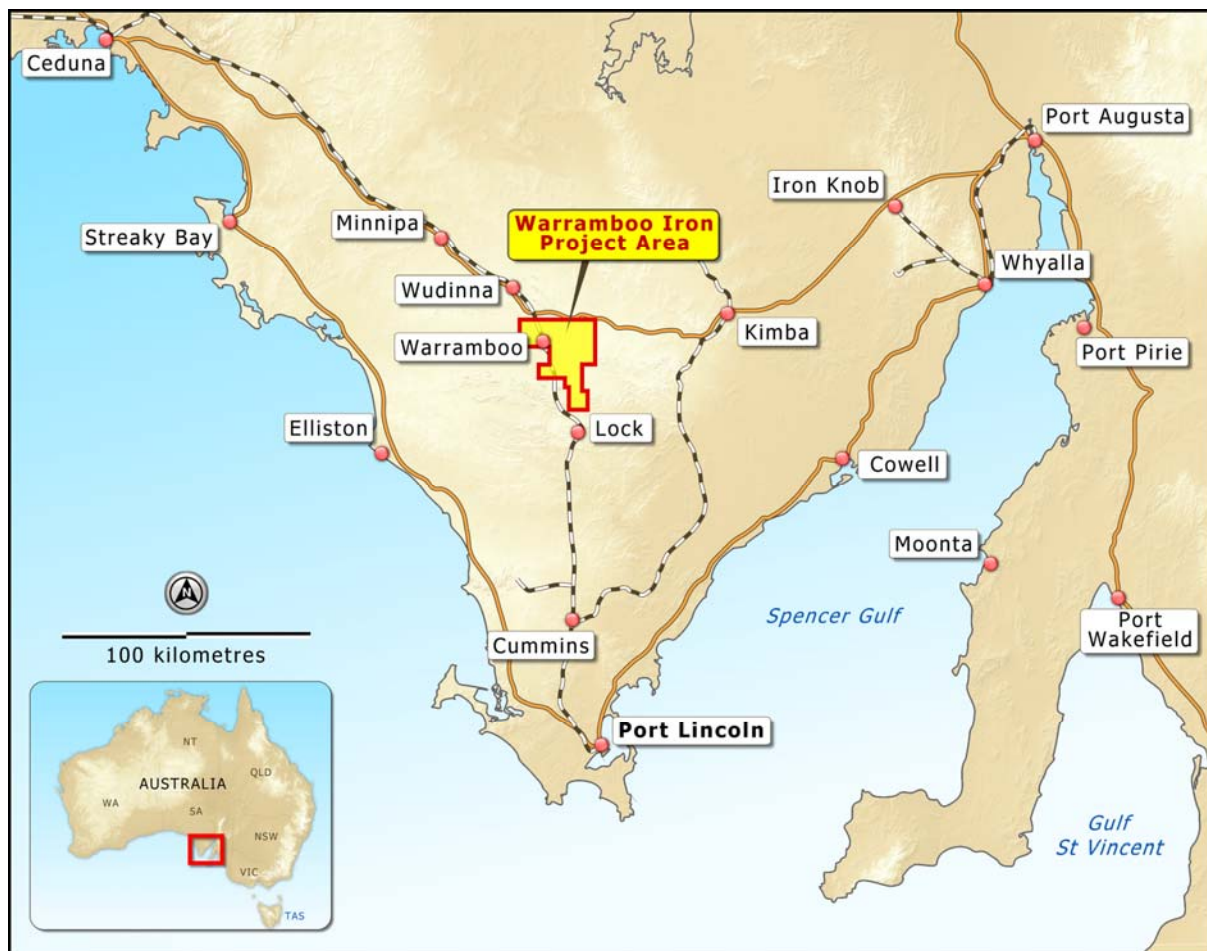 Ceduna
Port Augusta
Iron Knob
Streaky Bay
Minnipa
Warramboo Iron
Project Area
Whyalla
Wudinna
Kimba
Warramboo
Port Pirie
Elliston
Lock
Cowell
Moonta
Spencer Gulf
Port
Wakefield
100 kilometres
Cummins
Port Lincoln
Gulf
St Vincent
N
NT
QLD
AUSTRALIA
WA
SA
NSW
VIC
TAS